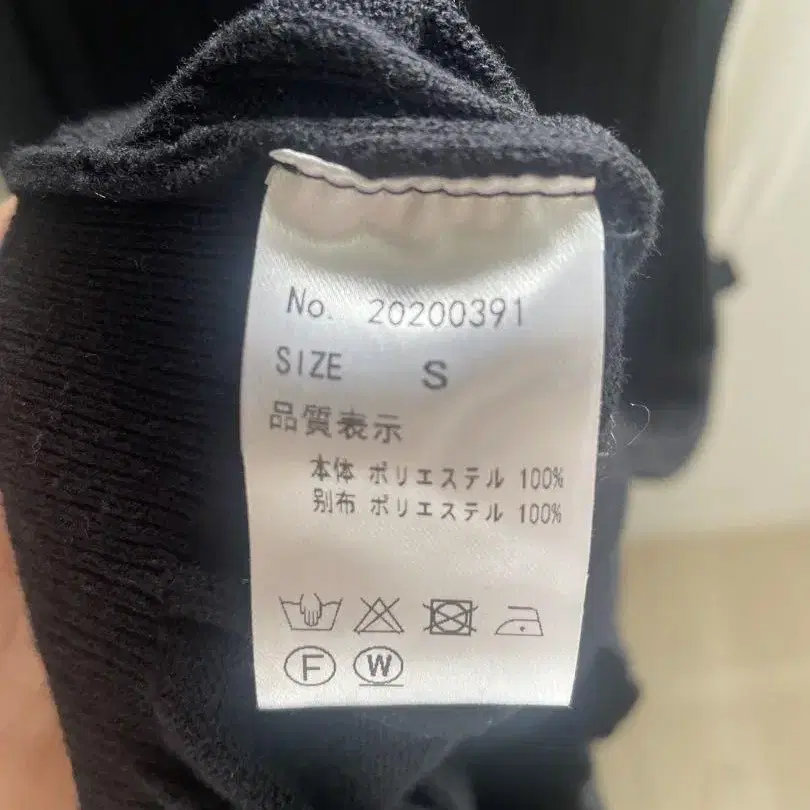 No. 20200391
SIZE S
品質表示
本体 ポリエステル 100%
別布 ポリエステル 100%
F W